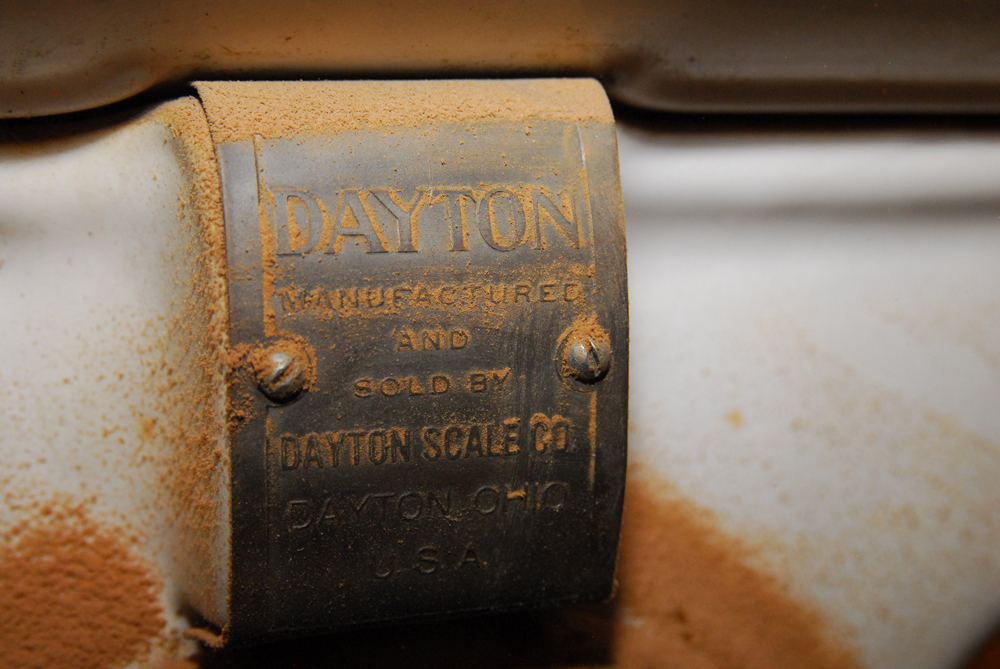 DAYTON
MANUFACTURED
AND
SOLD BY
DAYTON SCALE CO.
DAYTON, OHIO
U.S.A.